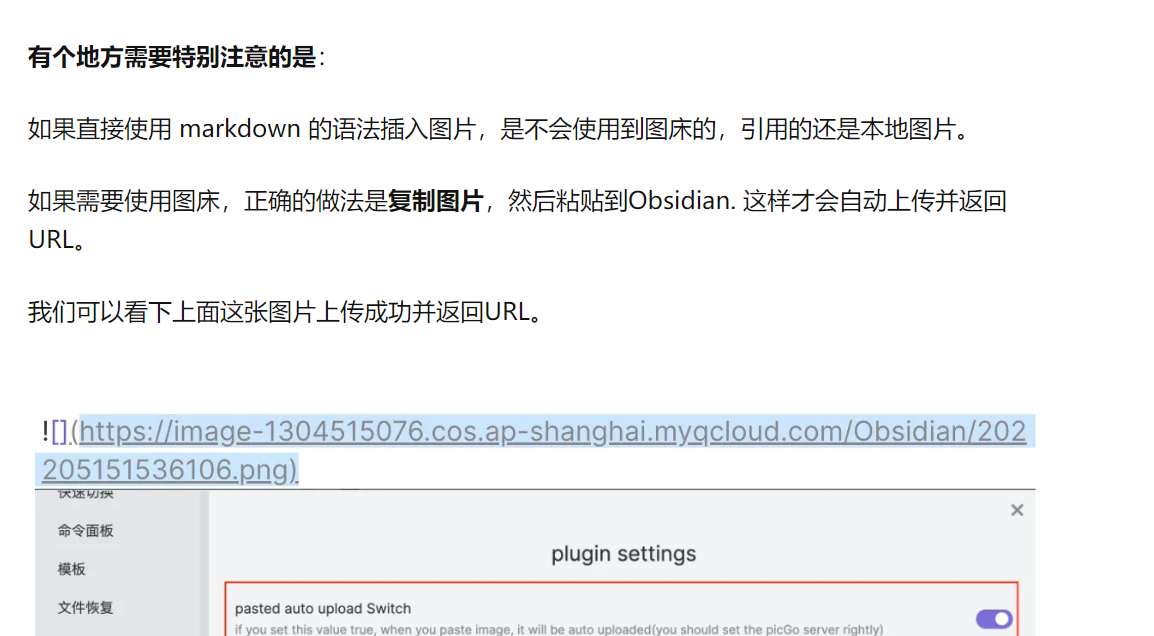 有个地方需要特别注意的是：
如果直接使用 markdown 的语法插入图片，是不会使用到图床的，引用的还是本地图片。
如果需要使用图床，正确的做法是复制图片，然后粘贴到Obsidian. 这样才会自动上传并返回
URL。
我们可以看下上面这张图片上传成功并返回URL。
![](https://image-1304515076.cos.ap-shanghai.myqcloud.com/Obsidian/202
205151536106.png)
快速切换
命令面板
plugin settings
模板
文件恢复
pasted auto upload Switch
if you set this value true, when you paste image, it will be auto uploaded(you should set the picGo server rightly)